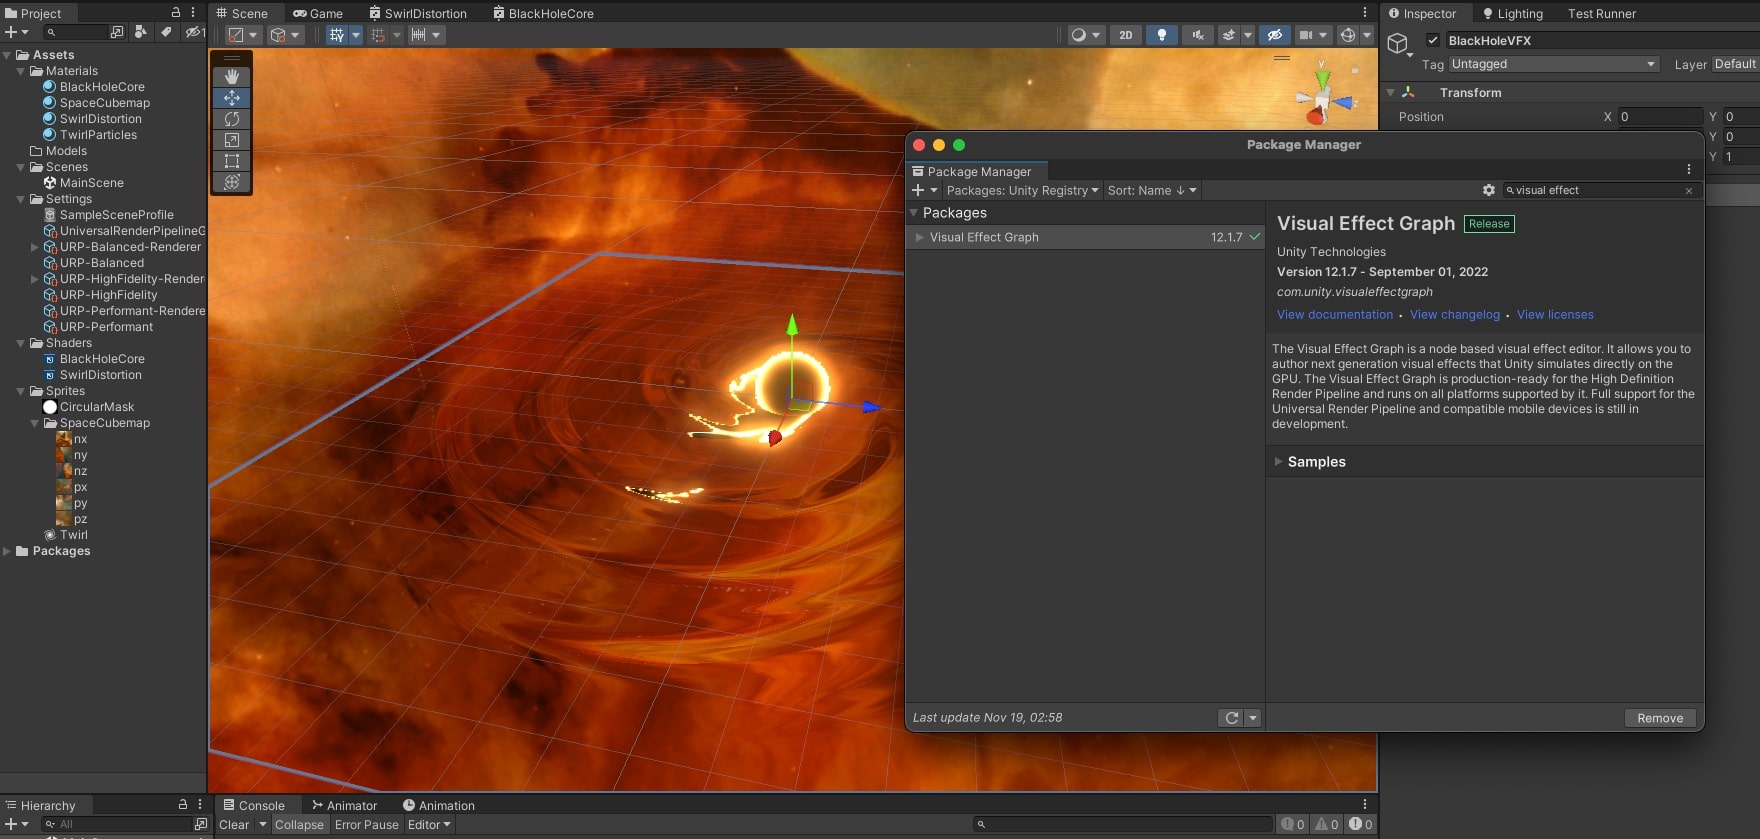 Project
1
Assets
Materials
BlackHoleCore
SpaceCubemap
SwirlDistortion
TwirlParticles
Models
Scenes
MainScene
Settings
SampleSceneProfile
UniversalRenderPipelineG
URP-Balanced-Renderer
URP-Balanced
URP-HighFidelity-Render
URP-HighFidelity
URP-Performant-Rendere
URP-Performant
Shaders
BlackHoleCore
SwirlDistortion
Sprites
CircularMask
SpaceCubemap
nx
ny
nz
px
py
pz
Twirl
Packages
Hierarchy
All
Scene Game SwirlDistortion BlackHoleCore
2D
y
z
Inspector Lighting Test Runner
BlackHoleVFX
Tag Untagged Layer Default
Transform
Position X 0 Y 0
Y 0
Y 1
Package Manager
Package Manager
Packages: Unity Registry Sort: Name ↓ visual effect
Packages
Visual Effect Graph 12.1.7
Last update Nov 19, 02:58
Visual Effect Graph Release
Unity Technologies
Version 12.1.7 - September 01, 2022
com.unity.visualeffectgraph
View documentation • View changelog • View licenses
The Visual Effect Graph is a node based visual effect editor. It allows you to
author next generation visual effects that Unity simulates directly on the
GPU. The Visual Effect Graph is production-ready for the High Definition
Render Pipeline and runs on all platforms supported by it. Full support for the
Universal Render Pipeline and compatible mobile devices is still in
development.
Samples
Remove
Console Animator Animation
Clear Collapse Error Pause Editor 0 0 0